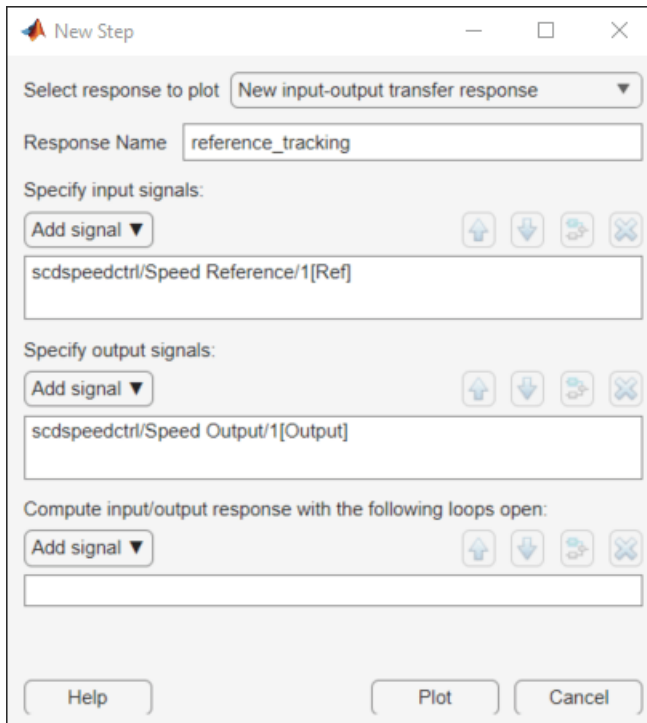 New Step
Select response to plot New input-output transfer response ▼
Response Name reference_tracking
Specify input signals:
Add signal ▼
scdspeedctrl/Speed Reference/1[Ref]
Specify output signals:
Add signal ▼
scdspeedctrl/Speed Output/1[Output]
Compute input/output response with the following loops open:
Add signal ▼
Help Plot Cancel